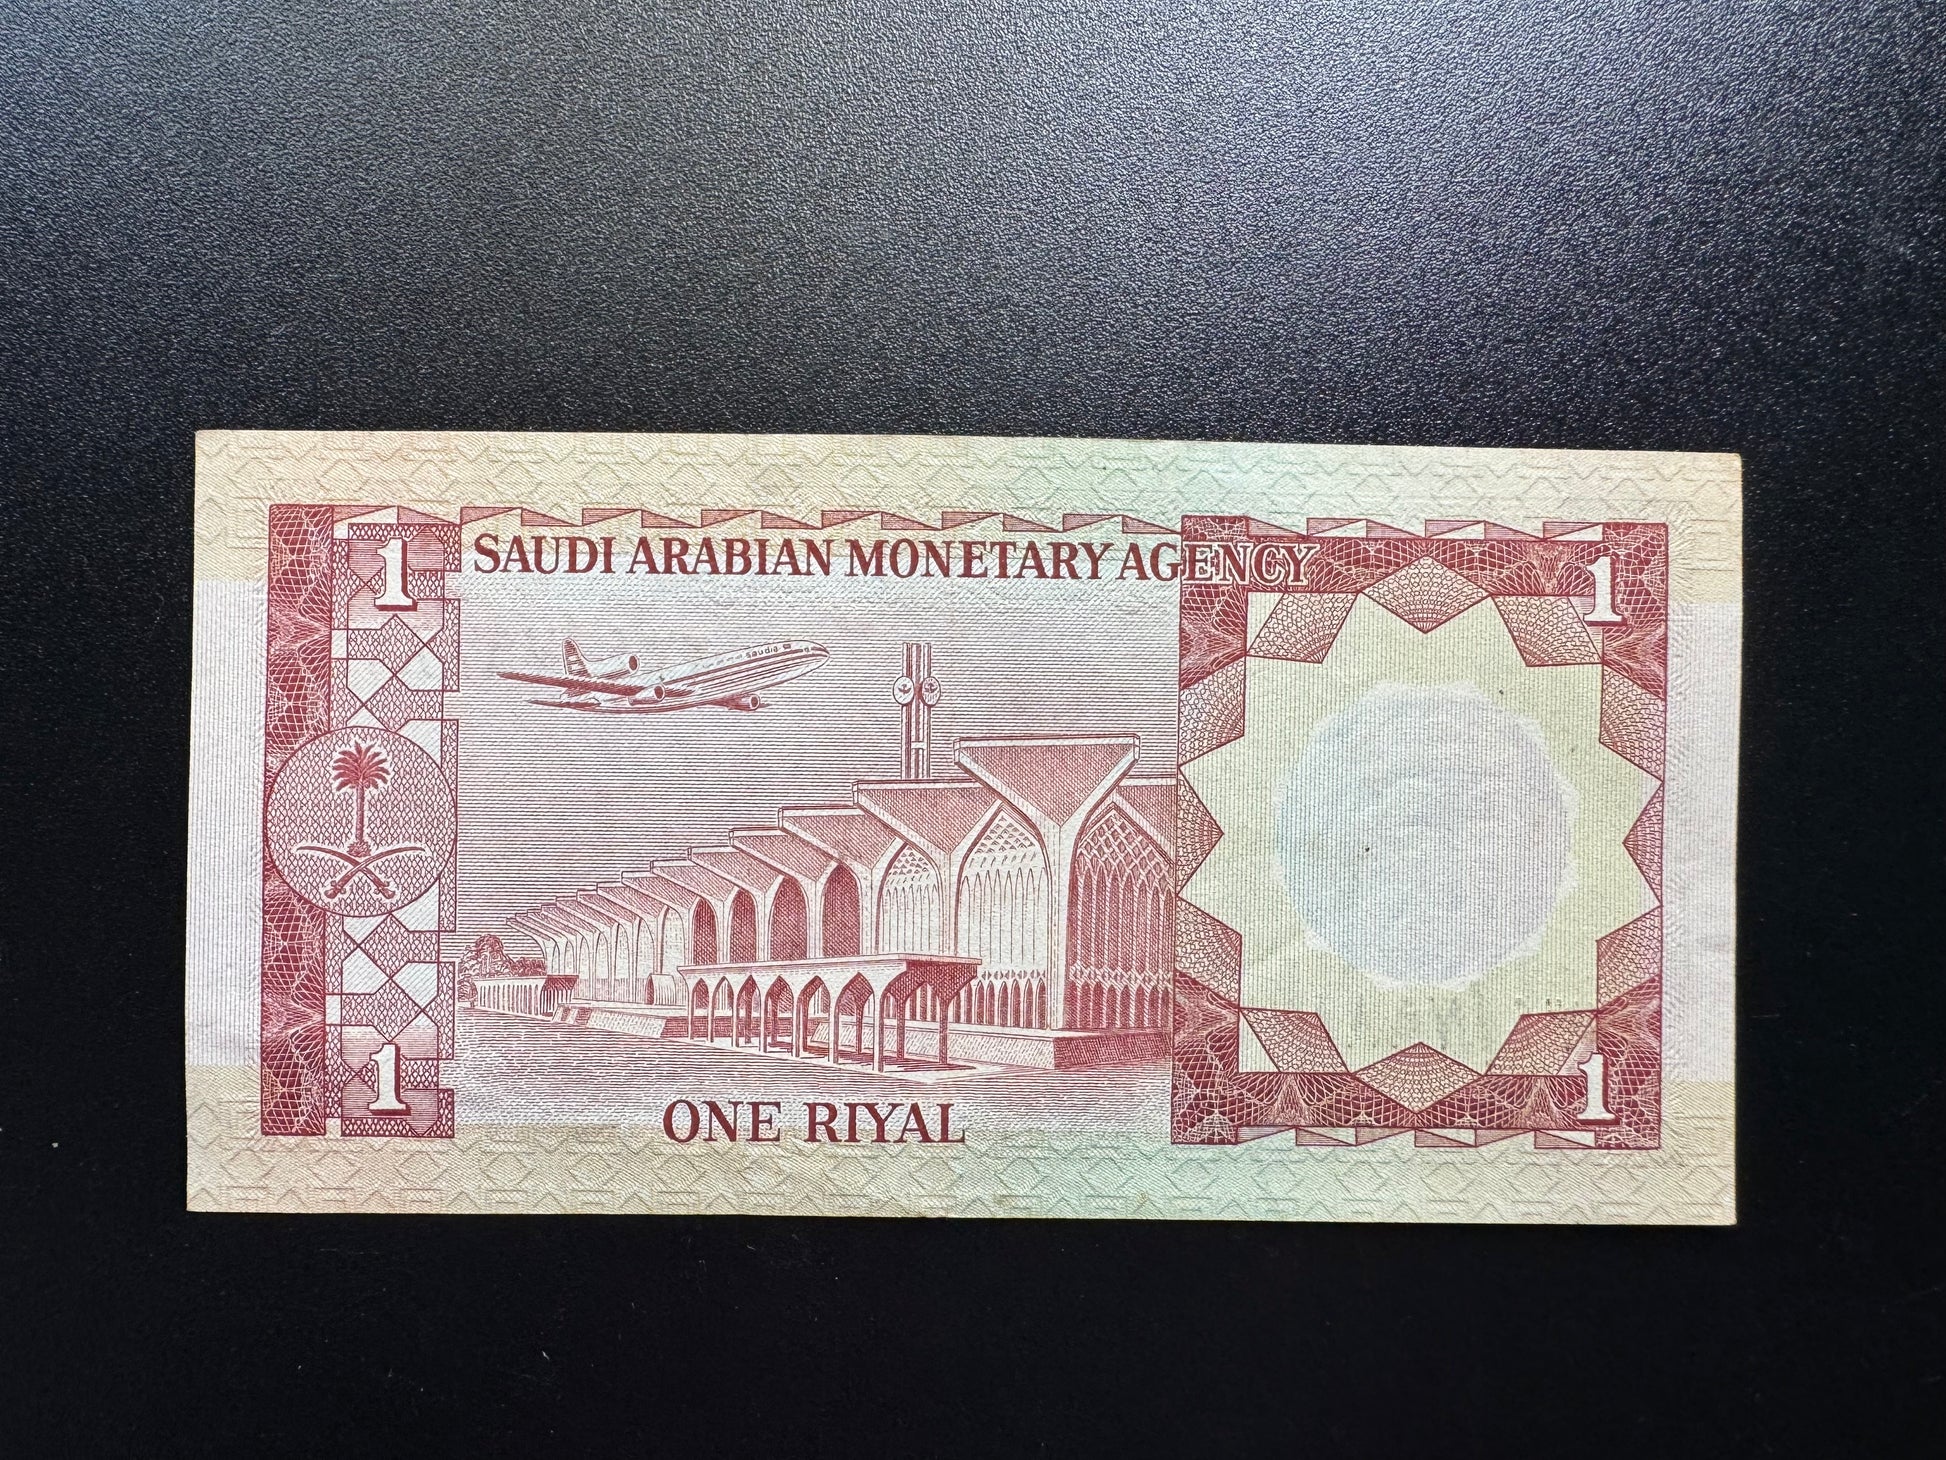 SAUDI ARABIAN MONETARY AGENCY
1
1
saudia
1
ONE RIYAL
1